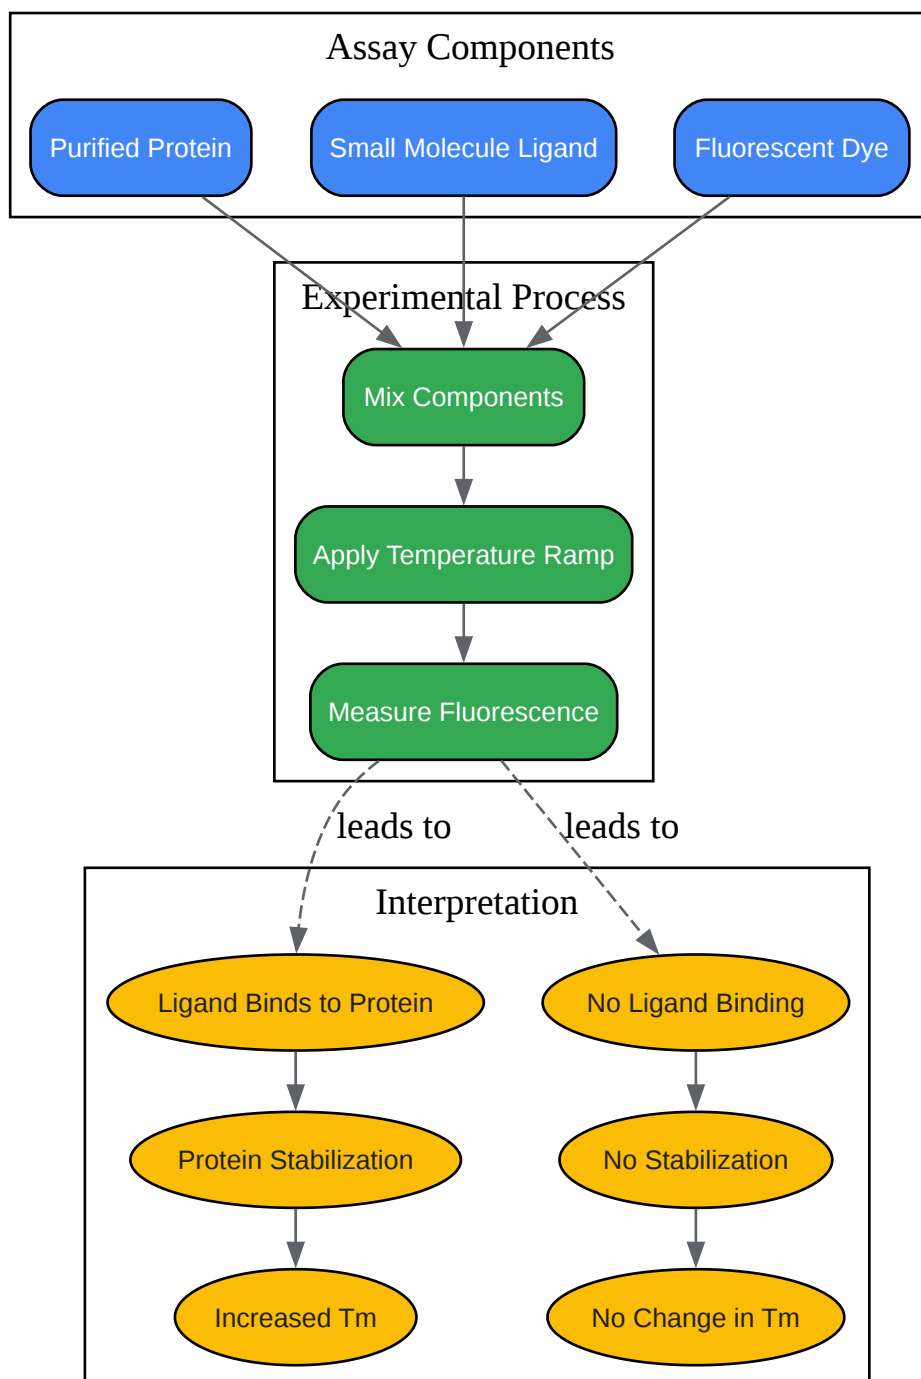 Assay Components
Purified Protein
Small Molecule Ligand
Fluorescent Dye
Experimental Process
Mix Components
Apply Temperature Ramp
Measure Fluorescence
leads to
leads to
Interpretation
Ligand Binds to Protein
No Ligand Binding
Protein Stabilization
No Stabilization
Increased Tm
No Change in Tm